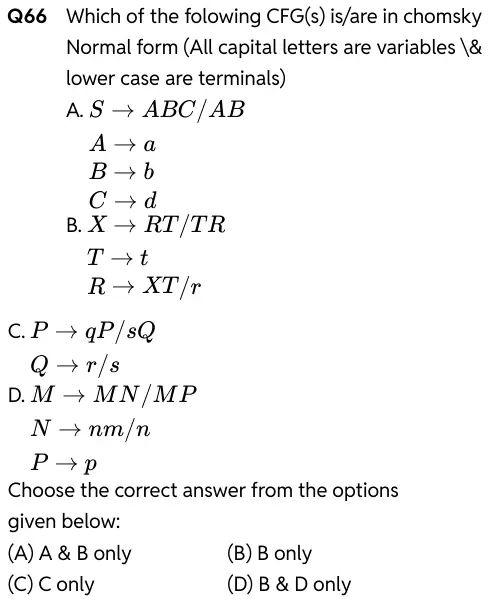 Q66 Which of the folowing CFG(s) is/are in chomsky
Normal form (All capital letters are variables \&
lower case are terminals)
A. S → ABC/AB
A → a
B → b
C → d
B. X → RT/TR
T → t
R → XT/r
C. P → qP/sQ
Q → r/s
D. M → MN/MP
N → nm/n
P → p
Choose the correct answer from the options
given below:
(A) A & B only (B) B only
(C) C only (D) B & D only